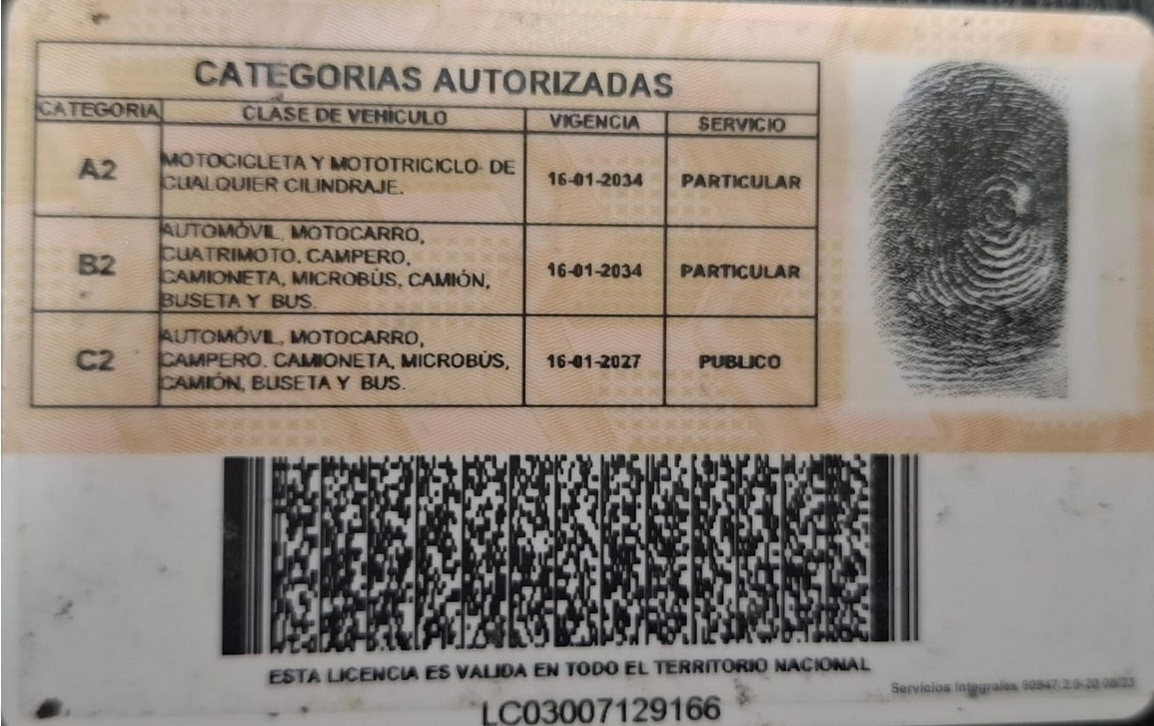 CATEGORIAS AUTORIZADAS
CATEGORIA CLASE DE VEHÍCULO VIGENCIA SERVICIO
A2 MOTOCICLETA Y MOTOTRICICLO DE CUALQUIER CILINDRAJE. 16-01-2034 PARTICULAR
B2 AUTOMÓVIL, MOTOCARRO, CUATRIMOTO, CAMPERO, CAMIONETA, MICROBÚS, CAMIÓN, BUSETA Y BUS. 16-01-2034 PARTICULAR
C2 AUTOMÓVIL, MOTOCARRO, CAMPERO. CAMIONETA, MICROBÚS, CAMIÓN, BUSETA Y BUS. 16-01-2027 PUBLICO
ESTA LICENCIA ES VALIDA EN TODO EL TERRITORIO NACIONAL
Servicios Integrales
LC03007129166